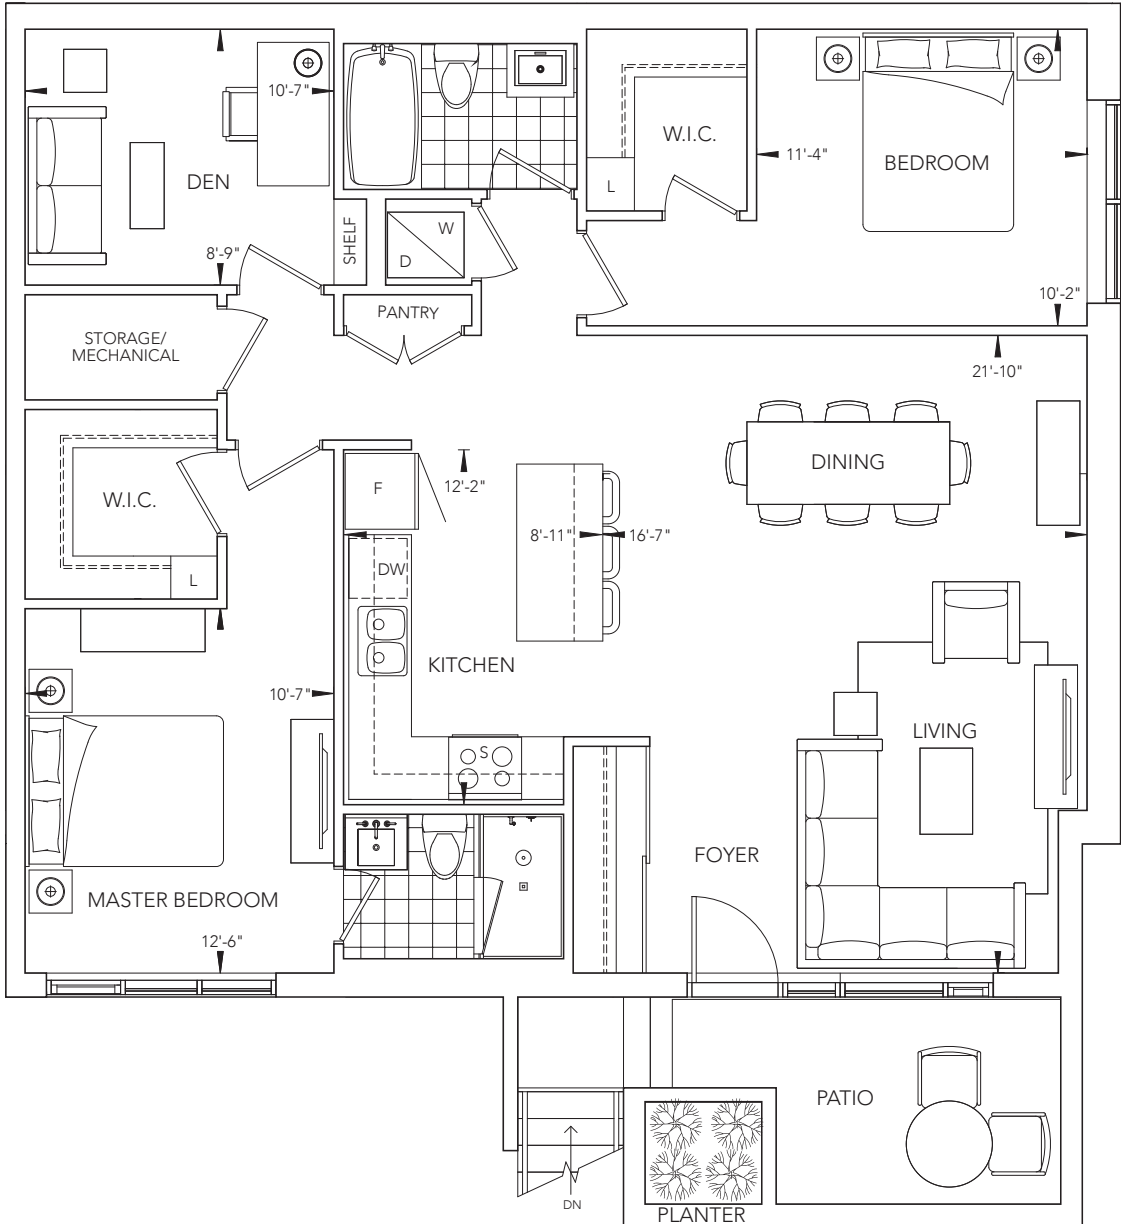 10'-7"
W.I.C.
11'-4"
BEDROOM
DEN
L
SHELF
W
D
8'-9"
10'-2"
PANTRY
STORAGE/
MECHANICAL
21'-10"
DINING
F
12'-2"
W.I.C.
8'-11"
16'-7"
DW
L
KITCHEN
10'-7"
LIVING
S
FOYER
MASTER BEDROOM
12'-6"
PATIO
DN
PLANTER